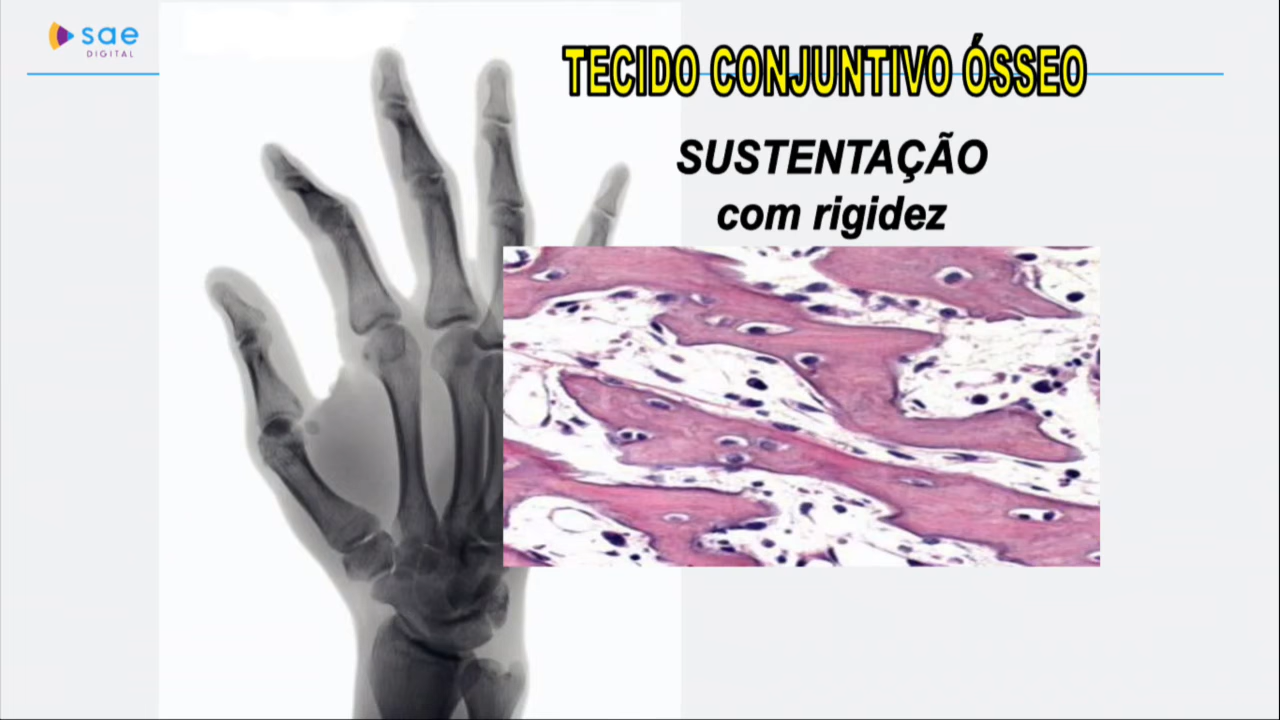 sae
DIGITAL
TECIDO CONJUNTIVO ÓSSEO
SUSTENTAÇÃO
com rigidez